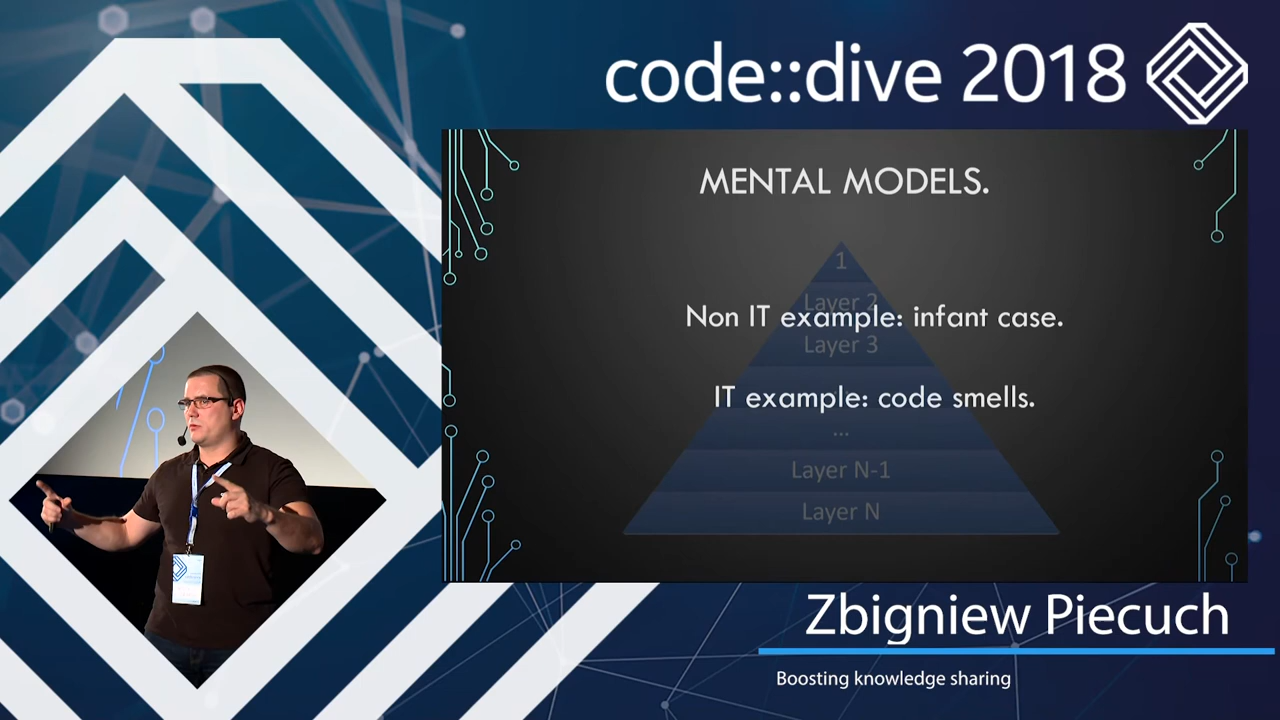 code::dive 2018
MENTAL MODELS.
1
Layer 2
Non IT example: infant case.
Layer 3
IT example: code smells.
...
Layer N-1
Layer N
Zbigniew Piecuch
Boosting knowledge sharing